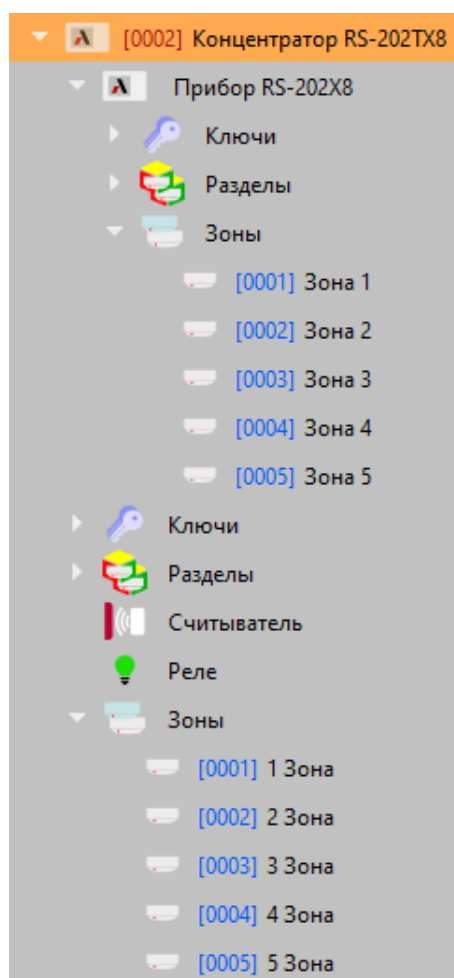 [0002] Концентратор RS-202TX8
Прибор RS-202X8
Ключи
Разделы
Зоны
[0001] Зона 1
[0002] Зона 2
[0003] Зона 3
[0004] Зона 4
[0005] Зона 5
Ключи
Разделы
Считыватель
Реле
Зоны
[0001] 1 Зона
[0002] 2 Зона
[0003] 3 Зона
[0004] 4 Зона
[0005] 5 Зона